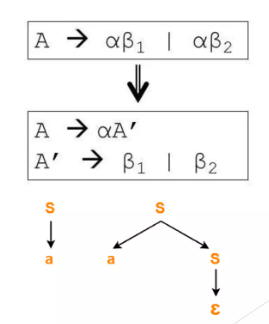 A → αβ₁ | αβ₂
A → αA′
A′ → β₁ | β₂
S S
a a S
ε